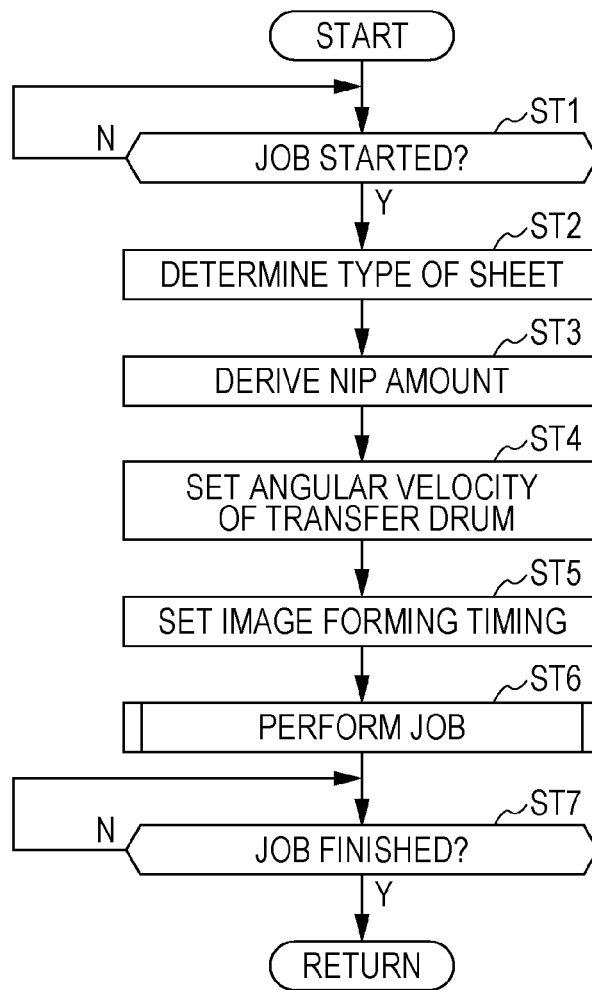 START
ST1
N
JOB STARTED?
Y
ST2
DETERMINE TYPE OF SHEET
ST3
DERIVE NIP AMOUNT
ST4
SET ANGULAR VELOCITY
OF TRANSFER DRUM
ST5
SET IMAGE FORMING TIMING
ST6
PERFORM JOB
ST7
N
JOB FINISHED?
Y
RETURN